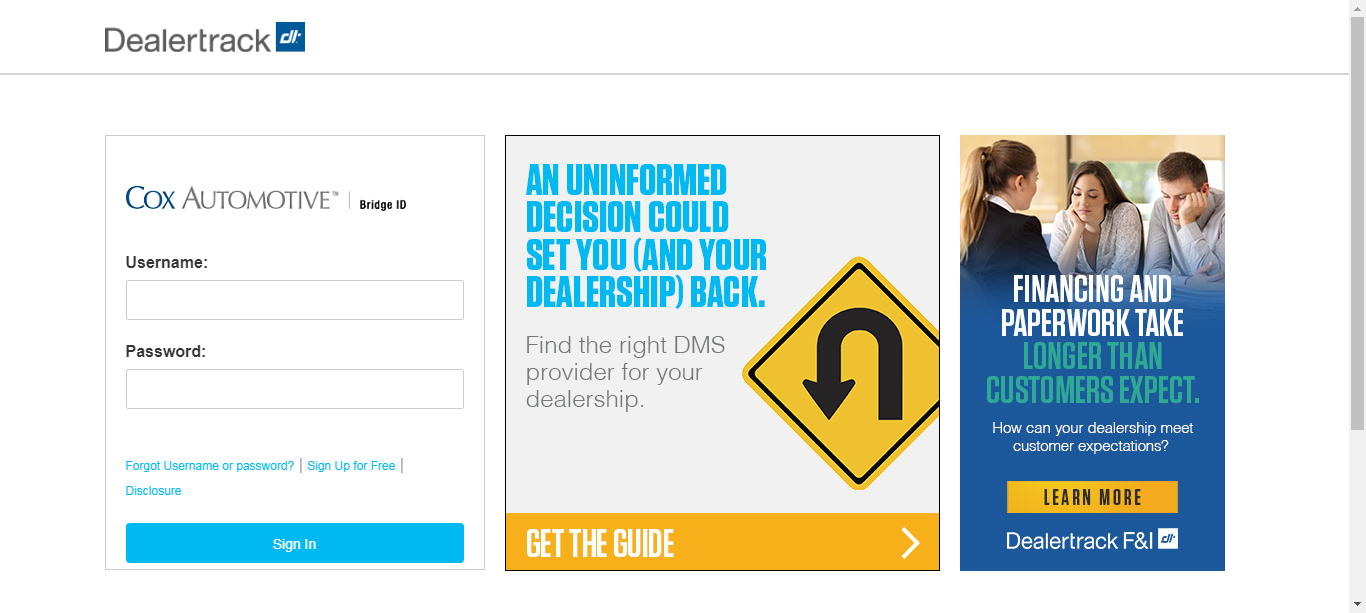 Dealertrack dt
COX AUTOMOTIVE™ | Bridge ID
Username:
Password:
Forgot Username or password? | Sign Up for Free |
Disclosure
Sign In
AN UNINFORMED
DECISION COULD
SET YOU (AND YOUR
DEALERSHIP) BACK.
Find the right DMS
provider for your
dealership.
GET THE GUIDE
FINANCING AND
PAPERWORK TAKE
LONGER THAN
CUSTOMERS EXPECT.
How can your dealership meet
customer expectations?
LEARN MORE
Dealertrack F&I dt